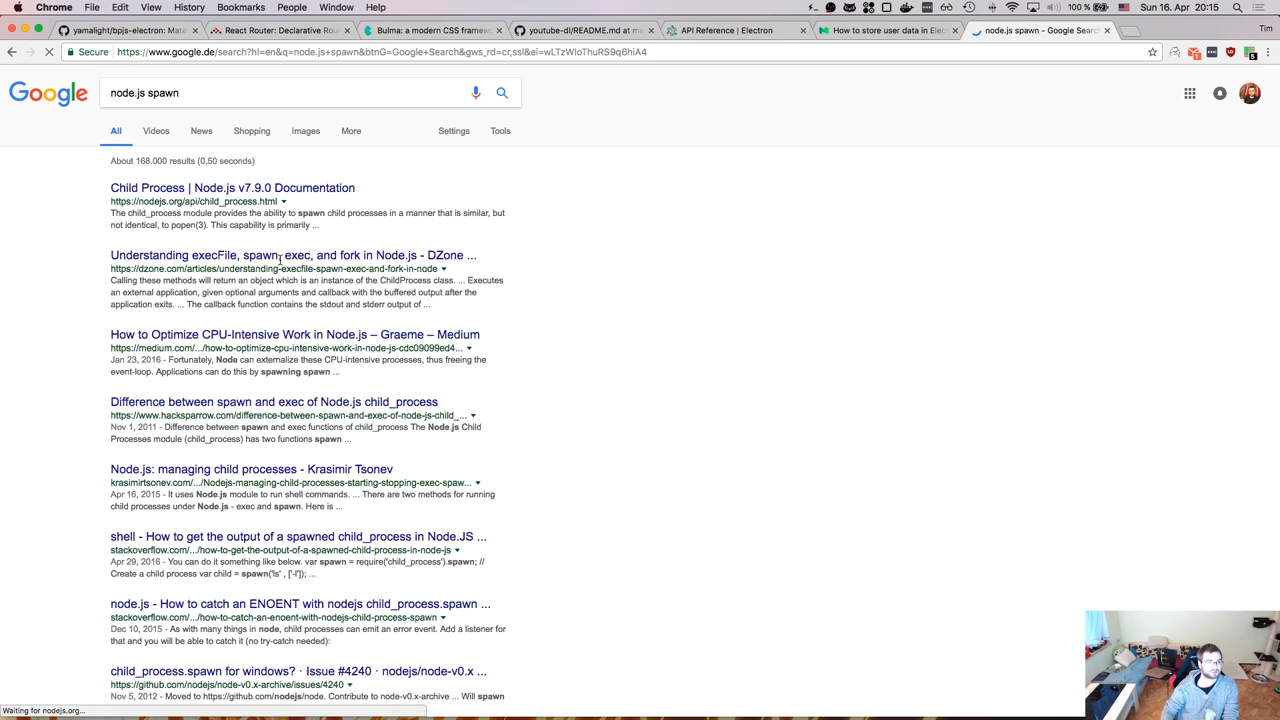 Chrome File Edit View History Bookmarks People Window Help 100 % Sun 16. Apr 20:15
yamalight/bpjs-electron: Mate
React Router: Declarative Rou
Bulma: a modern CSS framew
youtube-dl/README.md at ma
API Reference | Electron
How to store user data in Elec
node.js spawn - Google Searc
Tim
Secure https://www.google.de/search?hl=en&q=node.js+spawn&btnG=Google+Search&gws_rd=cr,ssl&ei=wLTzWIoThuRS9q6hiA4
Google node.js spawn
All Videos News Shopping Images More Settings Tools
About 168.000 results (0,50 seconds)
Child Process | Node.js v7.9.0 Documentation
https://nodejs.org/api/child_process.html
The child_process module provides the ability to spawn child processes in a manner that is similar, but
not identical, to popen(3). This capability is primarily ...
Understanding execFile, spawn, exec, and fork in Node.js - DZone ...
https://dzone.com/articles/understanding-execfile-spawn-exec-and-fork-in-node
Calling these methods will return an object which is an instance of the ChildProcess class. ... Executes
an external application, given optional arguments and callback with the buffered output after the
application exits. ... The callback function contains the stdout and stderr output of ...
How to Optimize CPU-Intensive Work in Node.js – Graeme – Medium
https://medium.com/.../how-to-optimize-cpu-intensive-work-in-node-js-cdc09099ed4...
Jan 23, 2016 - Fortunately, Node can externalize these CPU-intensive processes, thus freeing the
event-loop. Applications can do this by spawning spawn ...
Difference between spawn and exec of Node.js child_process
https://www.hacksparrow.com/difference-between-spawn-and-exec-of-node-js-child_...
Nov 1, 2011 - Difference between spawn and exec functions of child_process The Node.js Child
Processes module (child_process) has two functions spawn ...
Node.js: managing child processes - Krasimir Tsonev
krasimirtsonev.com/.../Nodejs-managing-child-processes-starting-stopping-exec-spaw...
Apr 16, 2015 - It uses Node.js module to run shell commands. ... There are two methods for running
child processes under Node.js - exec and spawn. Here is ...
shell - How to get the output of a spawned child_process in Node.JS ...
stackoverflow.com/.../how-to-get-the-output-of-a-spawned-child-process-in-node-js
Apr 29, 2016 - You can do it something like below. var spawn = require('child_process').spawn; //
Create a child process var child = spawn('ls' , ['-l']); ...
node.js - How to catch an ENOENT with nodejs child_process.spawn ...
stackoverflow.com/.../how-to-catch-an-enoent-with-nodejs-child-process-spawn
Dec 10, 2015 - As with many things in node, child processes can emit an error event. Add a listener for
that and you will be able to catch it (no try-catch needed):
child_process.spawn for windows? · Issue #4240 · nodejs/node-v0.x ...
https://github.com/nodejs/node-v0.x-archive/issues/4240
Nov 5, 2012 - Moved to https://github.com/nodejs/node. Contribute to node-v0.x-archive ... Will spawn
Waiting for nodejs.org...